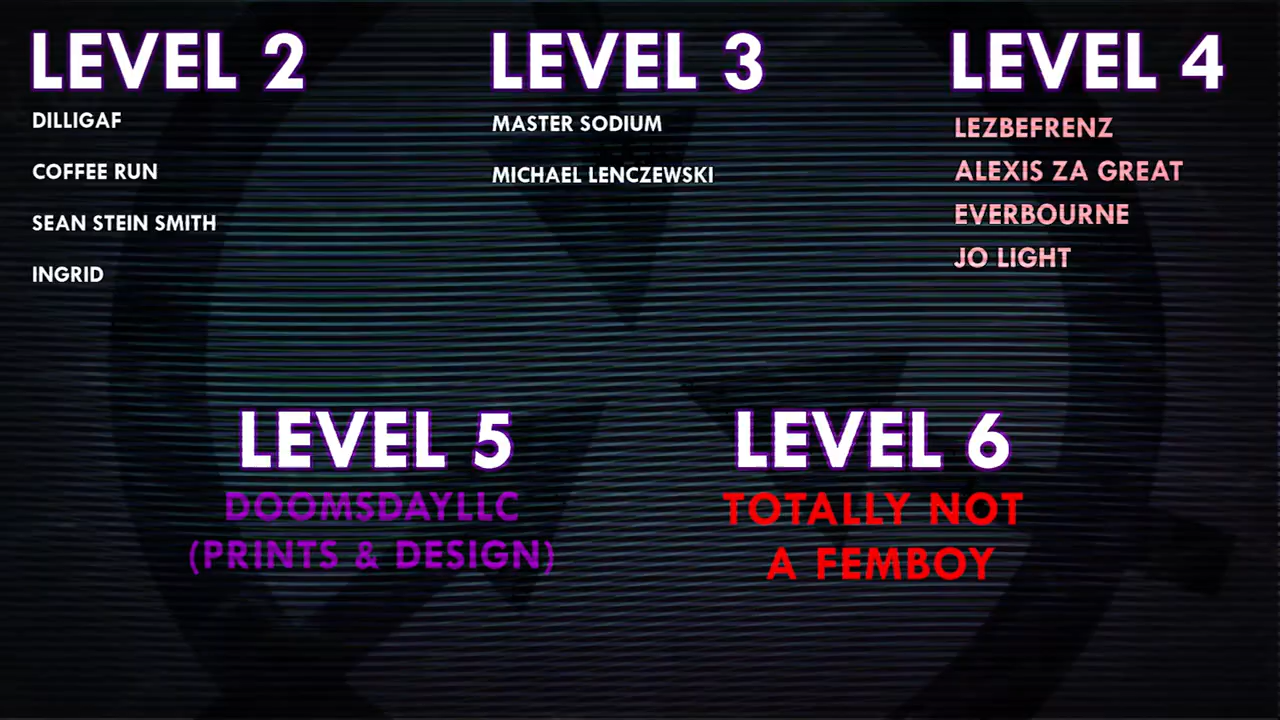 LEVEL 2
DILLIGAF
COFFEE RUN
SEAN STEIN SMITH
INGRID
LEVEL 3
MASTER SODIUM
MICHAEL LENCZEWSKI
LEVEL 4
LEZBEFRENZ
ALEXIS ZA GREAT
EVERBOURNE
JO LIGHT
LEVEL 5
DOOMSDAYLLC
(PRINTS & DESIGN)
LEVEL 6
TOTALLY NOT
A FEMBOY